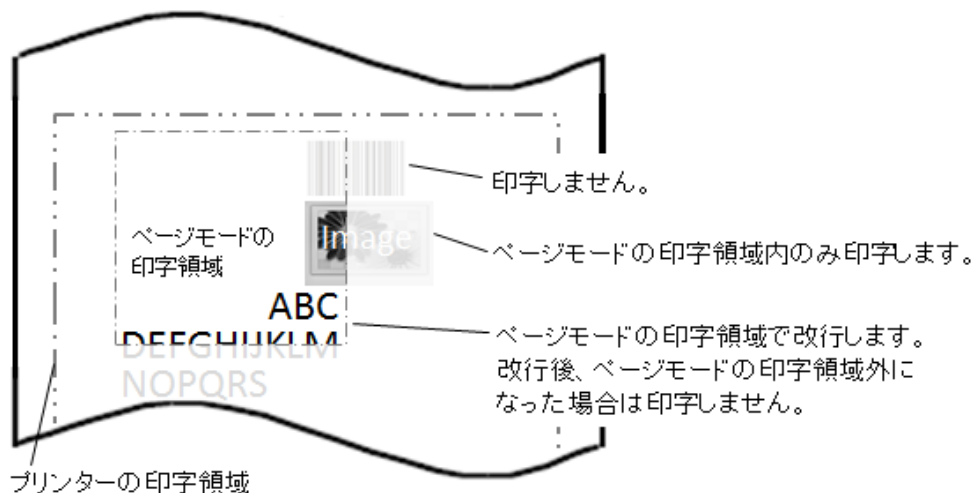 印字しません。
Image
ページモードの印字領域内のみ印字します。
ページモードの
印字領域
ABC
DEFGHIJKLM
NOPQRS
ページモードの印字領域で改行します。
改行後、ページモードの印字領域外に
なった場合は印字しません。
プリンターの印字領域